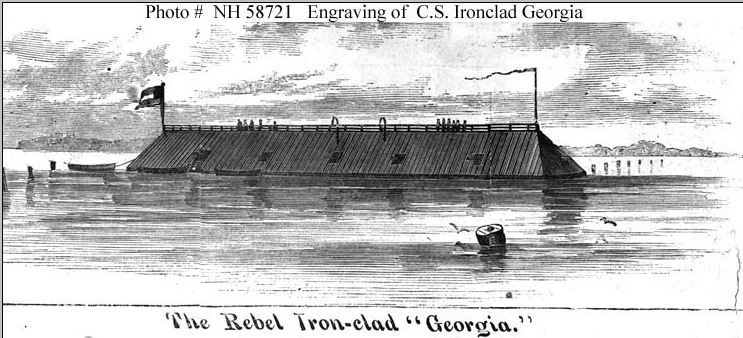 Photo # NH 58721 Engraving of C.S. Ironclad Georgia
The Rebel Iron-clad "Georgia."